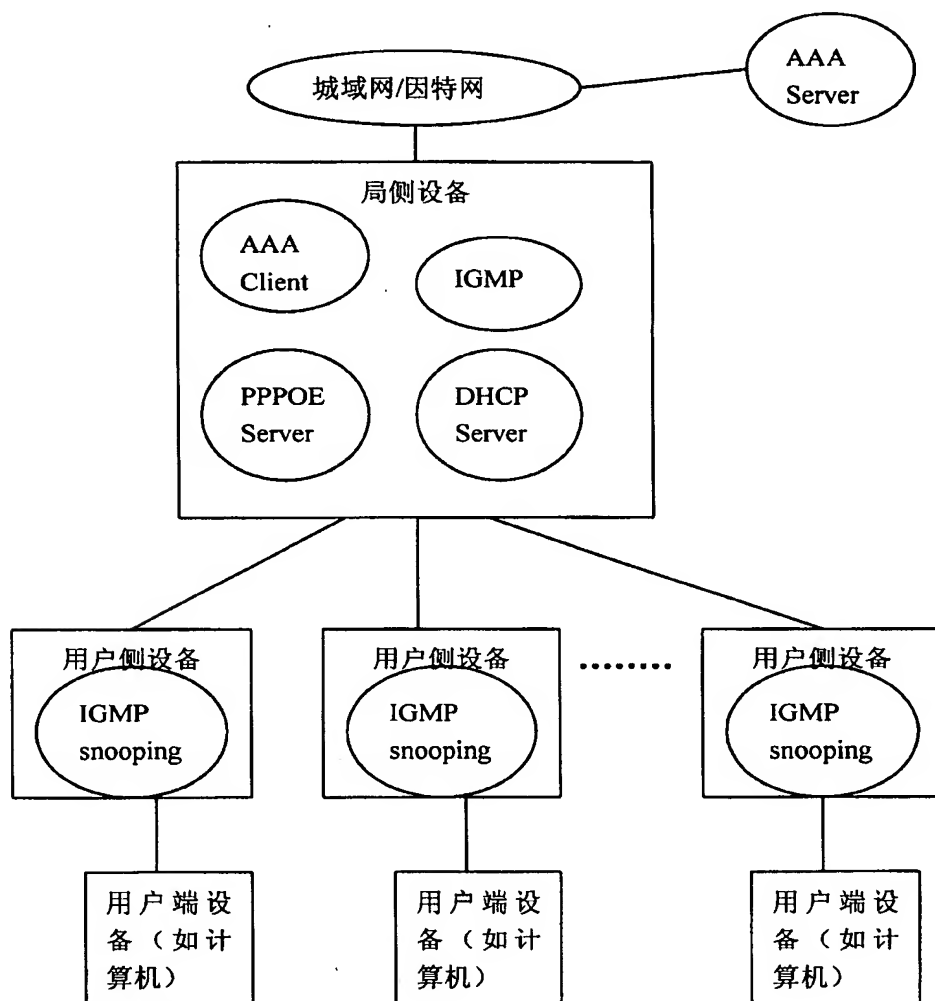 城域网/因特网
AAA
Server
局侧设备
AAA
Client
IGMP
PPPOE
Server
DHCP
Server
用户侧设备
IGMP
snooping
用户侧设备
IGMP
snooping
········
用户侧设备
IGMP
snooping
用户端设
备（如计
算机）
用户端设
备（如计
算机）
用户端设
备（如计
算机）